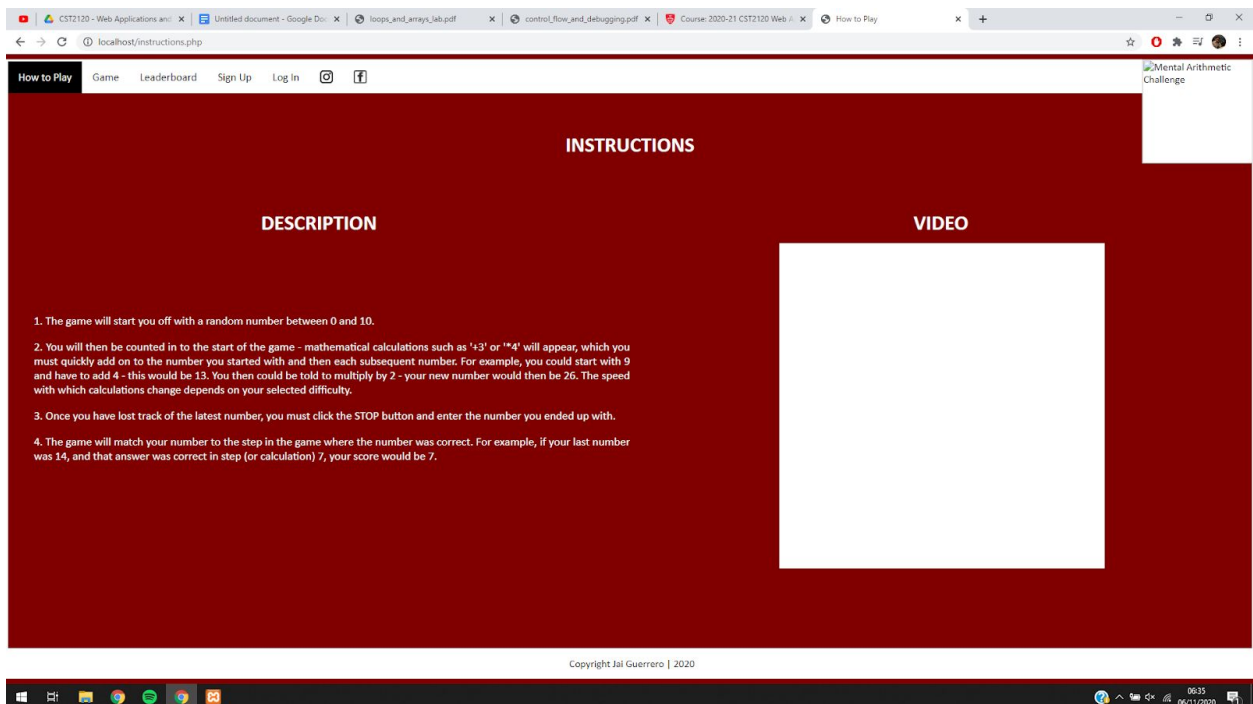 CST2120 - Web Applications and
Untitled document - Google Doc
loops_and_arrays_lab.pdf
control_flow_and_debugging.pdf
Course: 2020-21 CST2120 Web A
How to Play
localhost/instructions.php
How to Play
Game
Leaderboard
Sign Up
Log In
Mental Arithmetic
Challenge
INSTRUCTIONS
DESCRIPTION
VIDEO
1. The game will start you off with a random number between 0 and 10.
2. You will then be counted in to the start of the game - mathematical calculations such as '+3' or '*4' will appear, which you
must quickly add on to the number you started with and then each subsequent number. For example, you could start with 9
and have to add 4 - this would be 13. You then could be told to multiply by 2 - your new number would then be 26. The speed
with which calculations change depends on your selected difficulty.
3. Once you have lost track of the latest number, you must click the STOP button and enter the number you ended up with.
4. The game will match your number to the step in the game where the number was correct. For example, if your last number
was 14, and that answer was correct in step (or calculation) 7, your score would be 7.
Copyright Jai Guerrero | 2020
06:35
06/11/2020